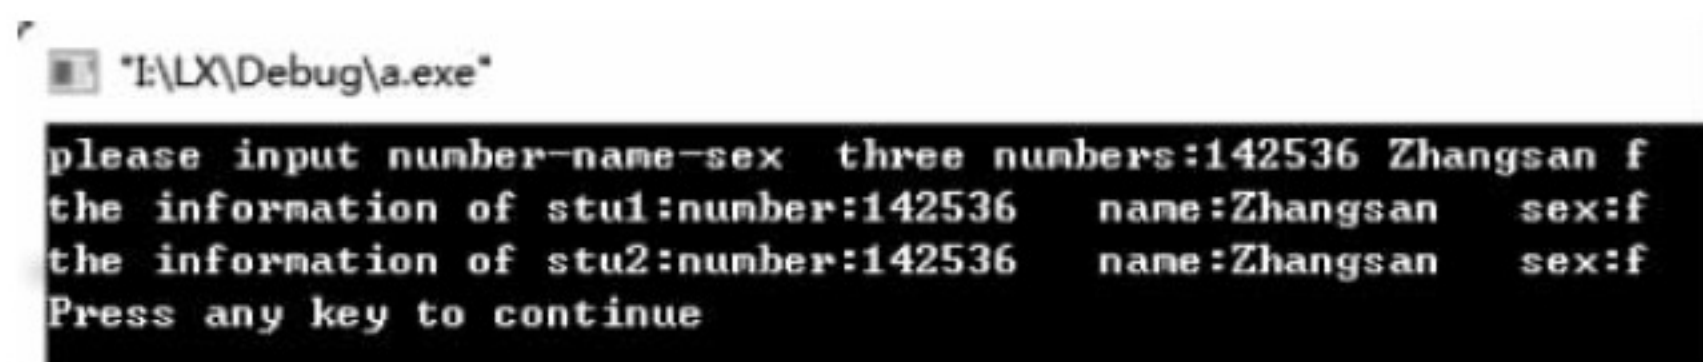 "I:\LX\Debug\a.exe"
please input number-name-sex  three numbers:142536 Zhangsan f
the information of stu1:number:142536   name:Zhangsan   sex:f
the information of stu2:number:142536   name:Zhangsan   sex:f
Press any key to continue